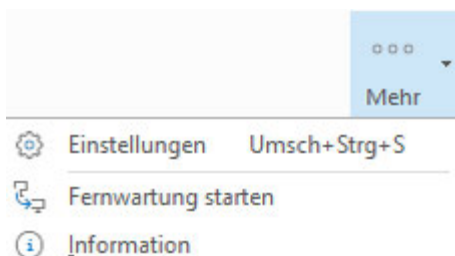 Mehr
Einstellungen Umsch+Strg+S
Fernwartung starten
Information